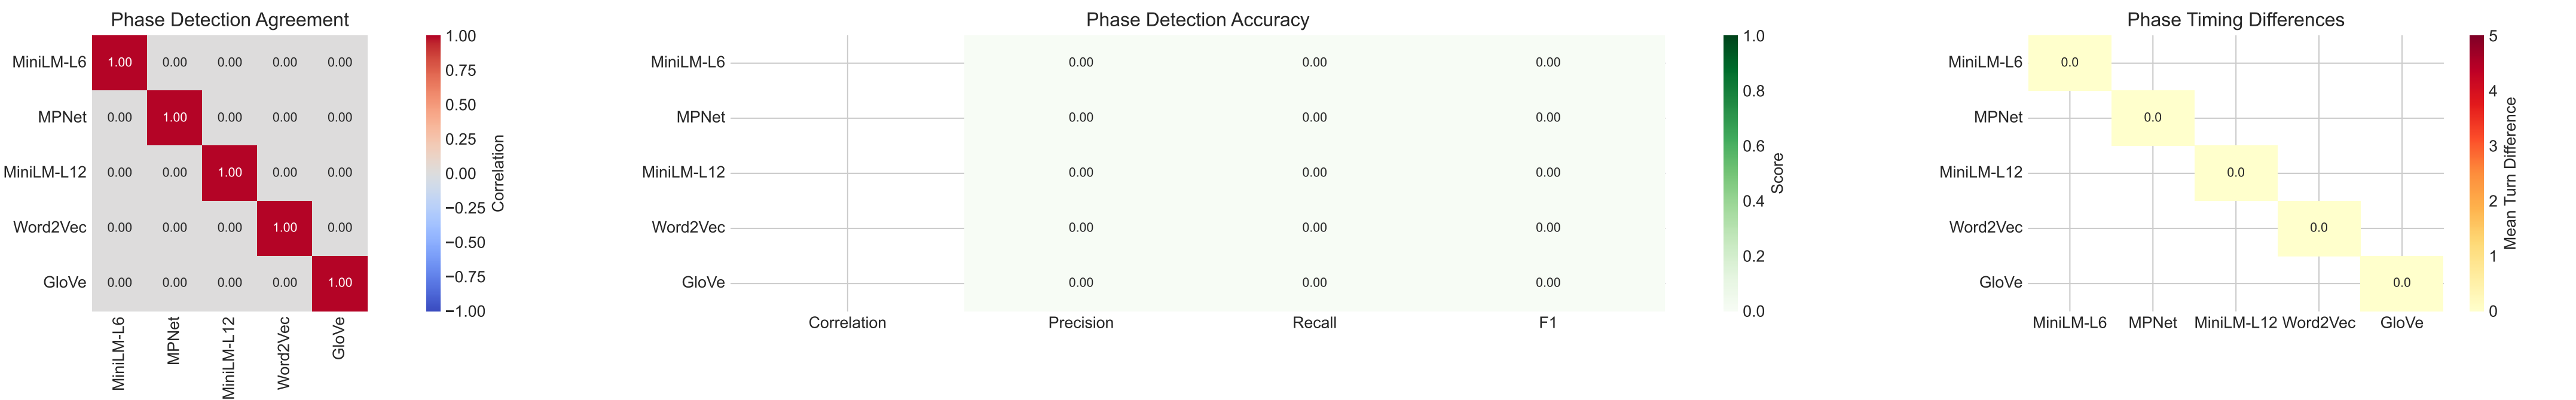 Phase Detection Agreement
MiniLM-L6 1.00 0.00 0.00 0.00 0.00
MPNet 0.00 1.00 0.00 0.00 0.00
MiniLM-L12 0.00 0.00 1.00 0.00 0.00
Word2Vec 0.00 0.00 0.00 1.00 0.00
GloVe 0.00 0.00 0.00 0.00 1.00
MiniLM-L6 MPNet MiniLM-L12 Word2Vec GloVe
1.00
0.75
0.50
0.25
0.00
−0.25
−0.50
−0.75
−1.00
Correlation
Phase Detection Accuracy
MiniLM-L6 0.00 0.00 0.00
MPNet 0.00 0.00 0.00
MiniLM-L12 0.00 0.00 0.00
Word2Vec 0.00 0.00 0.00
GloVe 0.00 0.00 0.00
Correlation Precision Recall F1
1.0
0.8
0.6
0.4
0.2
0.0
Score
Phase Timing Differences
MiniLM-L6 0.0
MPNet 0.0
MiniLM-L12 0.0
Word2Vec 0.0
GloVe 0.0
MiniLM-L6 MPNet MiniLM-L12 Word2Vec GloVe
5
4
3
2
1
0
Mean Turn Difference